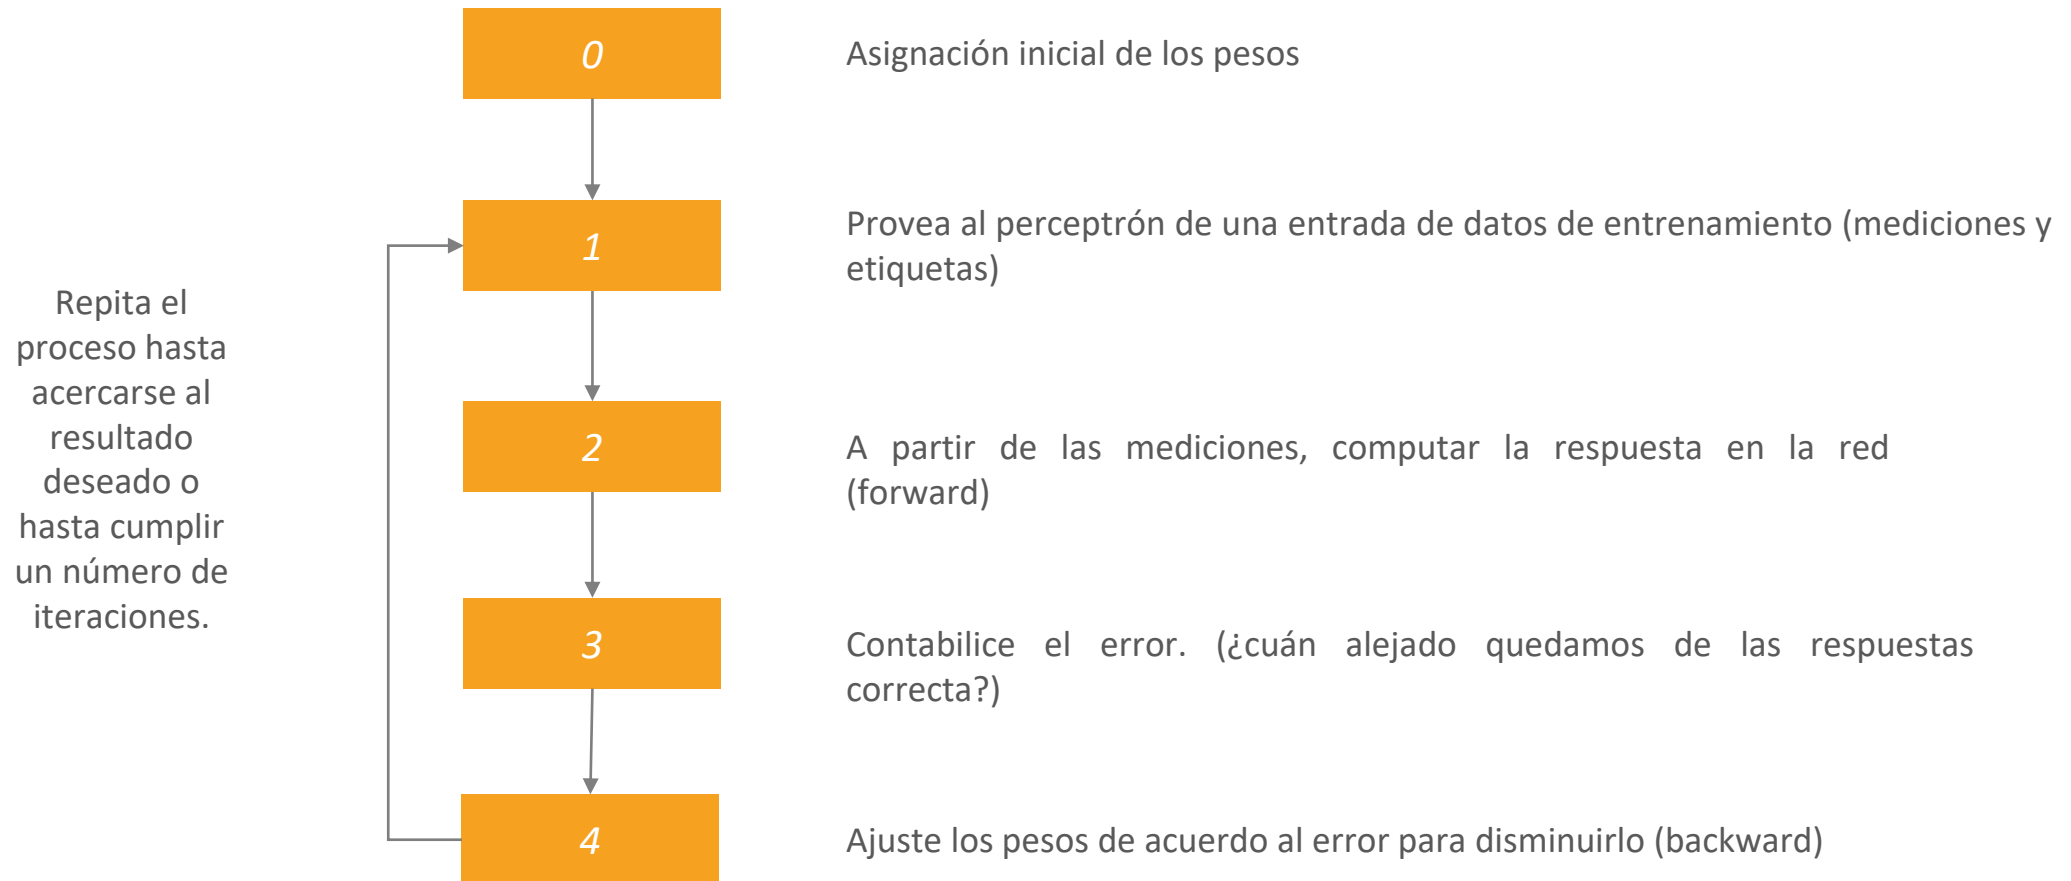 0
Asignación inicial de los pesos
1
Provea al perceptrón de una entrada de datos de entrenamiento (mediciones y
etiquetas)
Repita el
proceso hasta
acercarse al
resultado
deseado o
hasta cumplir
un número de
iteraciones.
2
A partir de las mediciones, computar la respuesta en la red
(forward)
3
Contabilice el error. (¿cuán alejado quedamos de las respuestas
correcta?)
4
Ajuste los pesos de acuerdo al error para disminuirlo (backward)